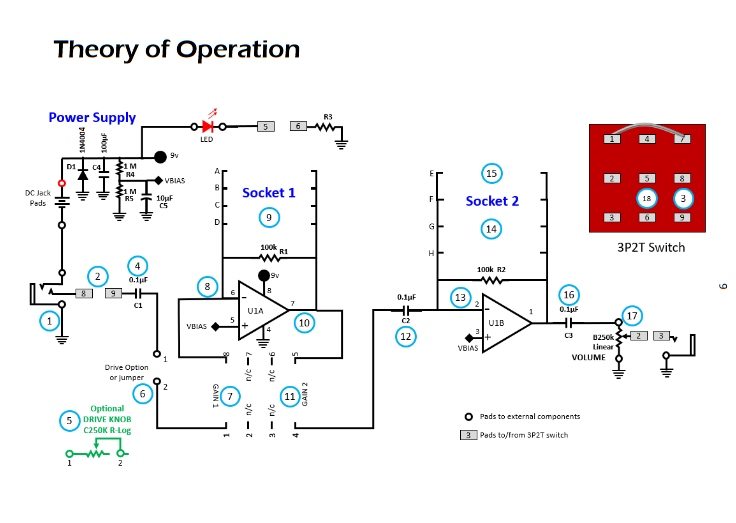 Theory of Operation
Power Supply
1N4004
100µF
D1
C4
1 M
R4
1 M
R5
VBIAS
10µF
C5
9v
DC Jack
Pads
LED
5
6
R3
A
B
C
D
Socket 1
9
100k R1
9v
8
6
8
U1A
7
10
VBIAS
5
4
2
4
0.1µF
8
9
C1
1
1
Drive Option
or jumper
2
6
5
Optional
DRIVE KNOB
C250K R-Log
1
2
8
7
6
5
n/c
n/c
GAIN 1
7
11
GAIN 2
n/c
n/c
1
2
3
4
E
F
G
H
15
Socket 2
14
100k R2
0.1µF
C2
12
13
2
U1B
1
3
VBIAS
16
0.1µF
C3
17
B250k
Linear
VOLUME
2
3
1
4
7
2
5
8
18
3
3
6
9
3P2T Switch
Pads to external components
3
Pads to/from 3P2T switch
9